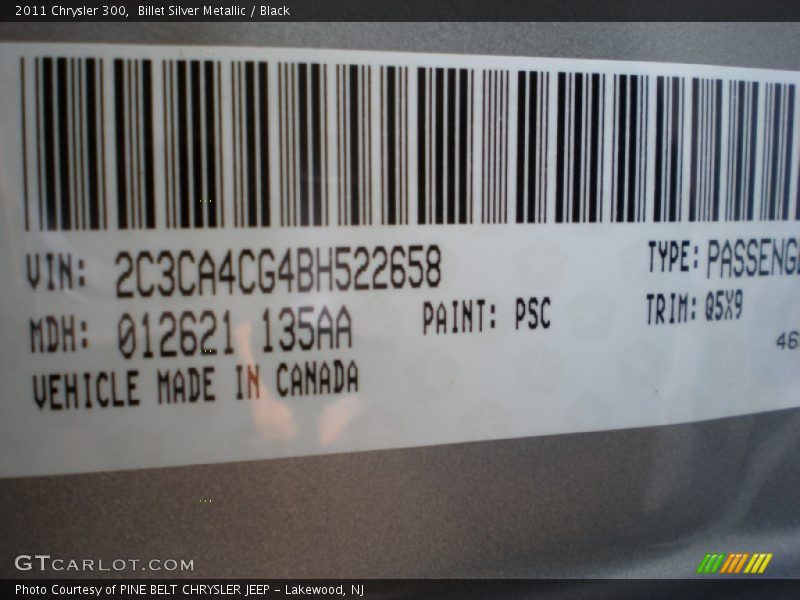 2011 Chrysler 300, Billet Silver Metallic / Black
VIN: 2C3CA4CG4BH522658
TYPE: PASSENGE
MDH: 012621 135AA
PAINT: PSC
TRIM: Q5X9
46
VEHICLE MADE IN CANADA
GTCARLOT.COM
Photo Courtesy of PINE BELT CHRYSLER JEEP - Lakewood, NJ